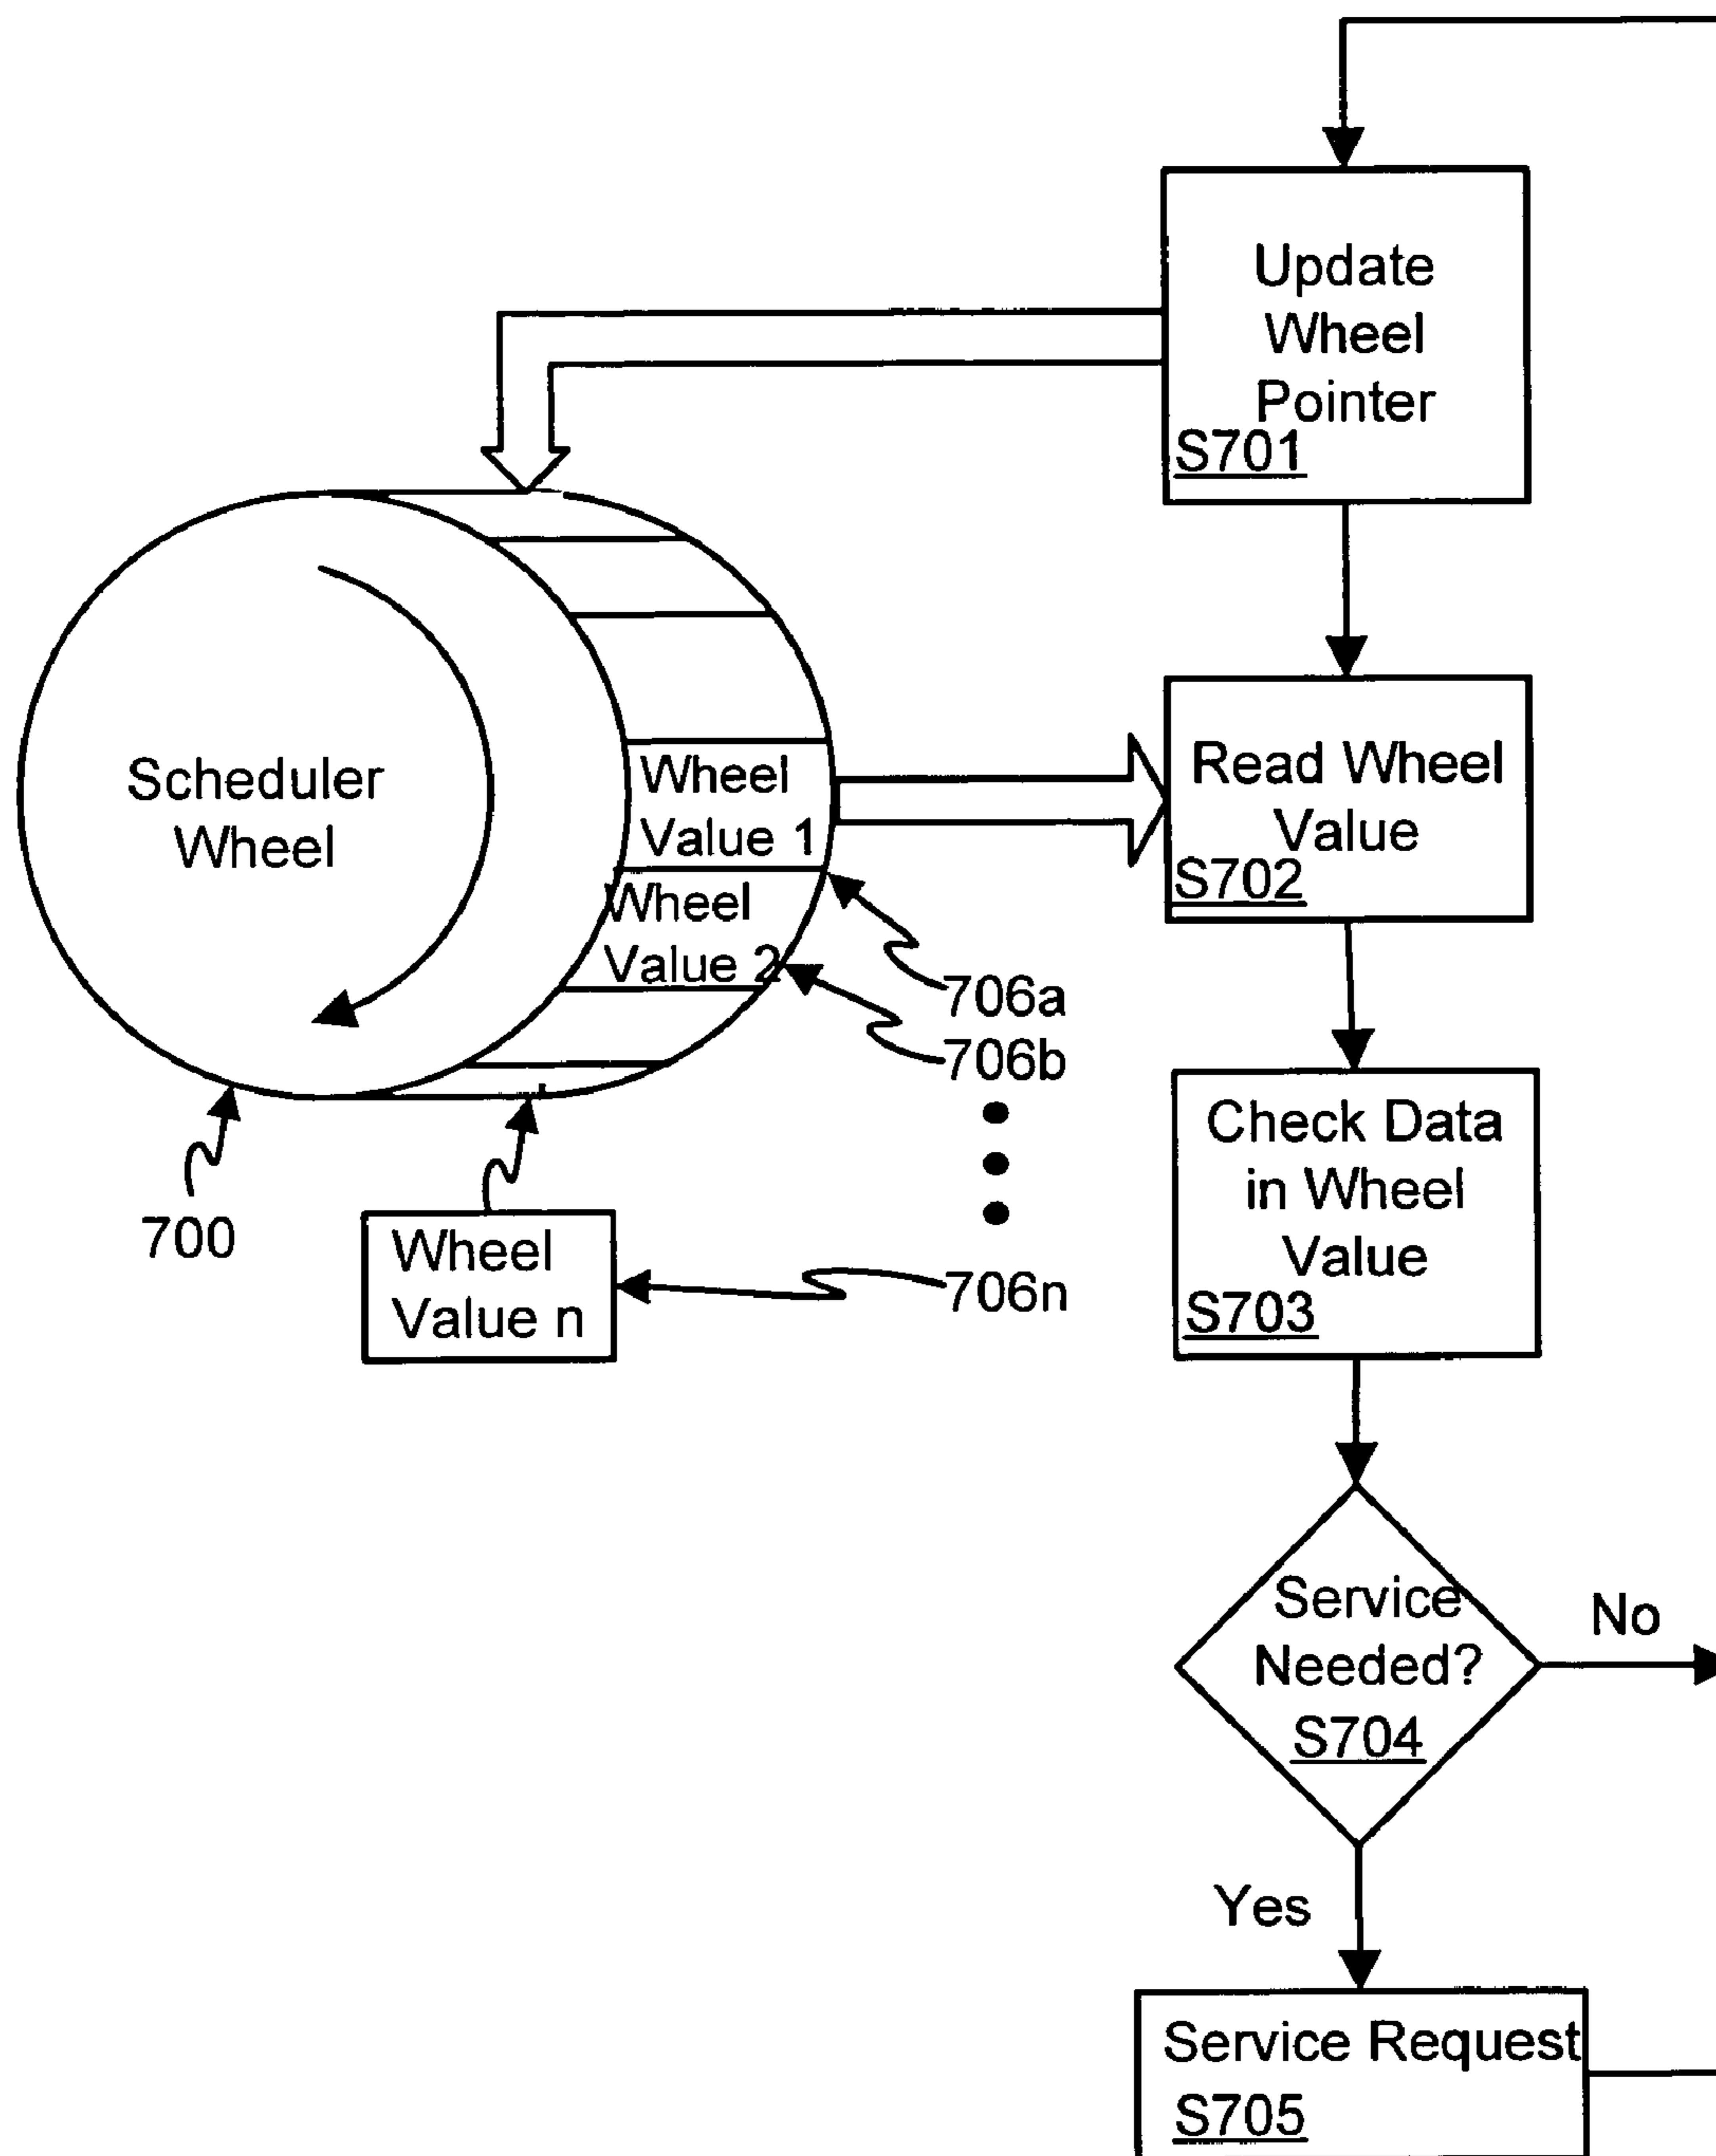 Update
Wheel
Pointer
S701
Scheduler
Wheel
Wheel
Value 1
Wheel
Value 2
Read Wheel
Value
S702
706a
706b
700
Wheel
Value n
706n
Check Data
in Wheel
Value
S703
Service
Needed?
S704
No
Yes
Service Request
S705